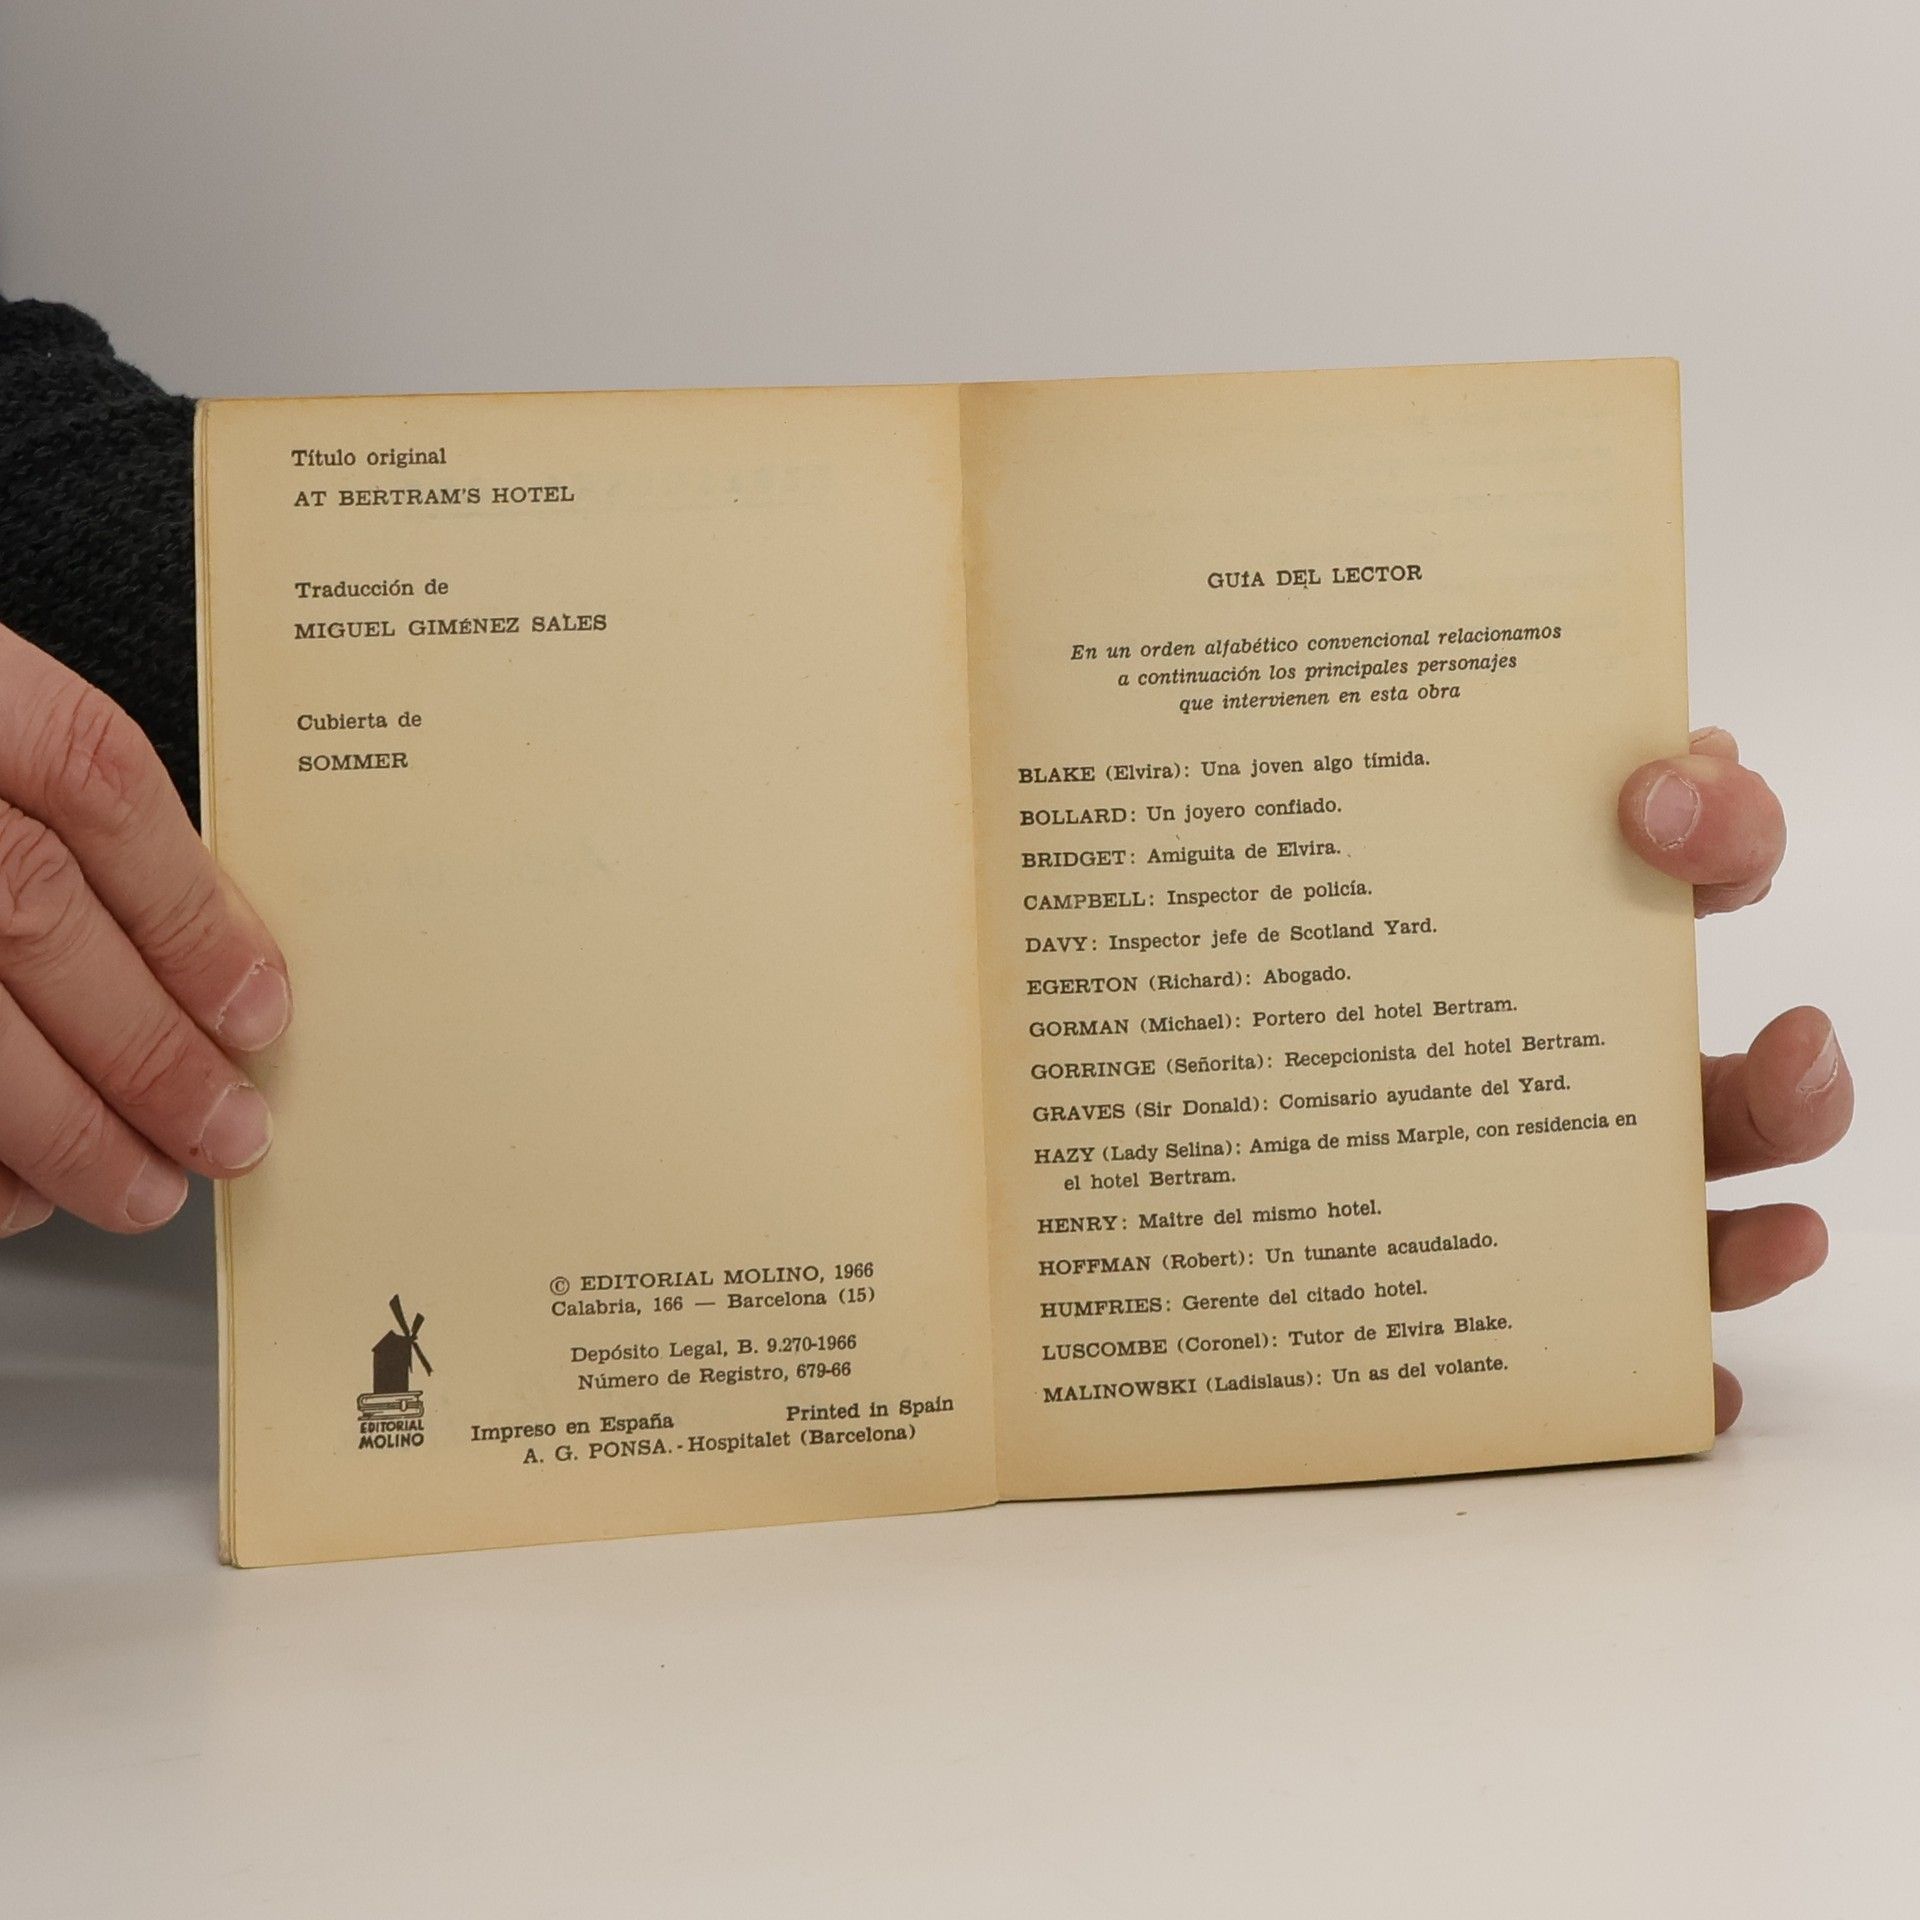 Título original
AT BERTRAM'S HOTEL
Traducción de
MIGUEL GIMÉNEZ SALES
Cubierta de
SOMMER
© EDITORIAL MOLINO, 1966
Calabria, 166 — Barcelona (15)
Depósito Legal, B. 9.270-1966
Número de Registro, 679-66
Impreso en España Printed in Spain
A. G. PONSA. - Hospitalet (Barcelona)
EDITORIAL
MOLINO
GUÍA DEL LECTOR
En un orden alfabético convencional relacionamos
a continuación los principales personajes
que intervienen en esta obra
BLAKE (Elvira): Una joven algo tímida.
BOLLARD: Un joyero confiado.
BRIDGET: Amiguita de Elvira.
CAMPBELL: Inspector de policía.
DAVY: Inspector jefe de Scotland Yard.
EGERTON (Richard): Abogado.
GORMAN (Michael): Portero del hotel Bertram.
GORRINGE (Señorita): Recepcionista del hotel Bertram.
GRAVES (Sir Donald): Comisario ayudante del Yard.
HAZY (Lady Selina): Amiga de miss Marple, con residencia en
el hotel Bertram.
HENRY: Maître del mismo hotel.
HOFFMAN (Robert): Un tunante acaudalado.
HUMFRIES: Gerente del citado hotel.
LUSCOMBE (Coronel): Tutor de Elvira Blake.
MALINOWSKI (Ladislaus): Un as del volante.